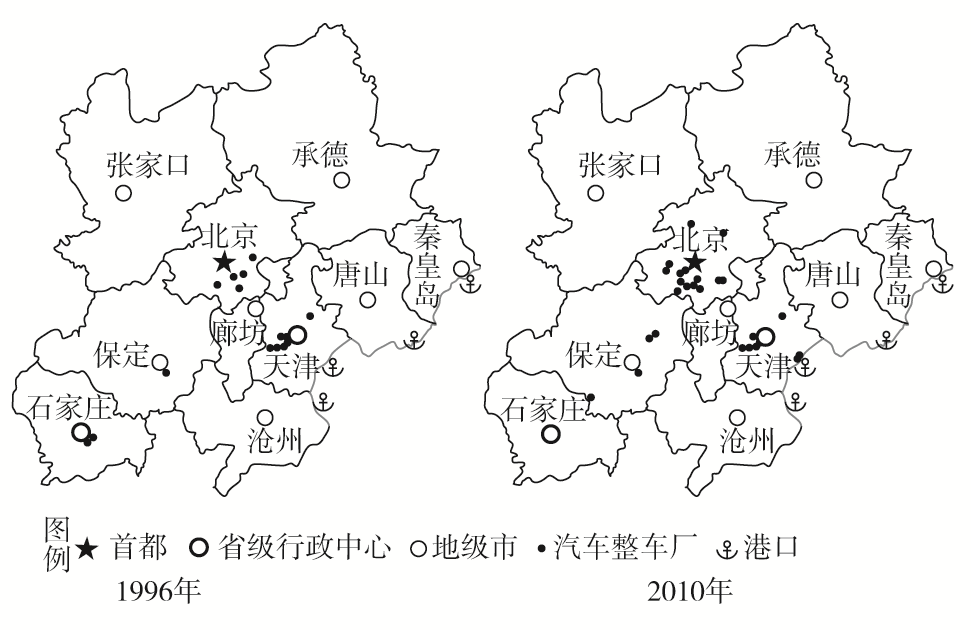 张家口
承德
北京
秦皇岛
唐山
廊坊
保定
天津
石家庄
沧州
张家口
承德
北京
秦皇岛
唐山
廊坊
保定
天津
石家庄
沧州
图例 首都 省级行政中心 地级市 汽车整车厂 港口
1996年 2010年